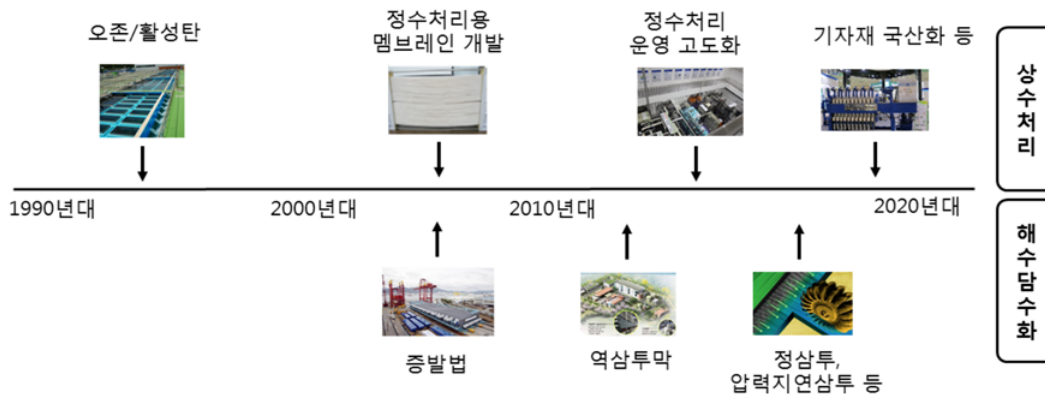 오존/활성탄
정수처리용
멤브레인 개발
정수처리
운영 고도화
기자재 국산화 등
상수처리
1990년대
2000년대
2010년대
2020년대
해수담수화
증발법
역삼투막
정삼투,
압력지연삼투 등